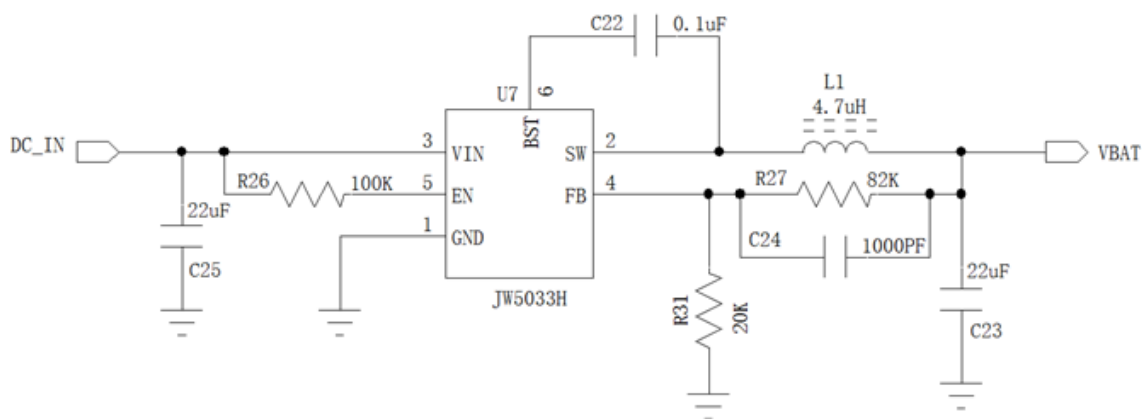 C22
0.1uF
U7
6
BST
L1
4.7uH
DC_IN
3
VIN
SW
2
VBAT
R26
100K
5
EN
FB
4
R27
82K
22uF
C25
1
GND
C24
1000PF
JW5033H
R31
20K
22uF
C23